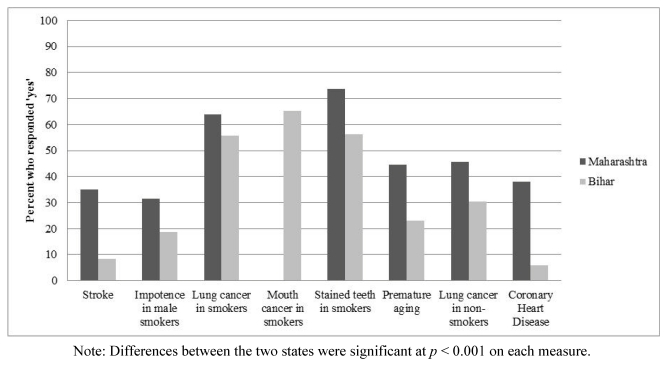 100
90
80
70
60
50
40
30
20
10
0
Percent who responded 'yes'
Stroke
Impotence
in male
smokers
Lung cancer
in smokers
Mouth
cancer in
smokers
Stained teeth
in smokers
Premature
aging
Lung cancer
in non-
smokers
Coronary
Heart
Disease
Maharashtra
Bihar
Note: Differences between the two states were significant at p < 0.001 on each measure.